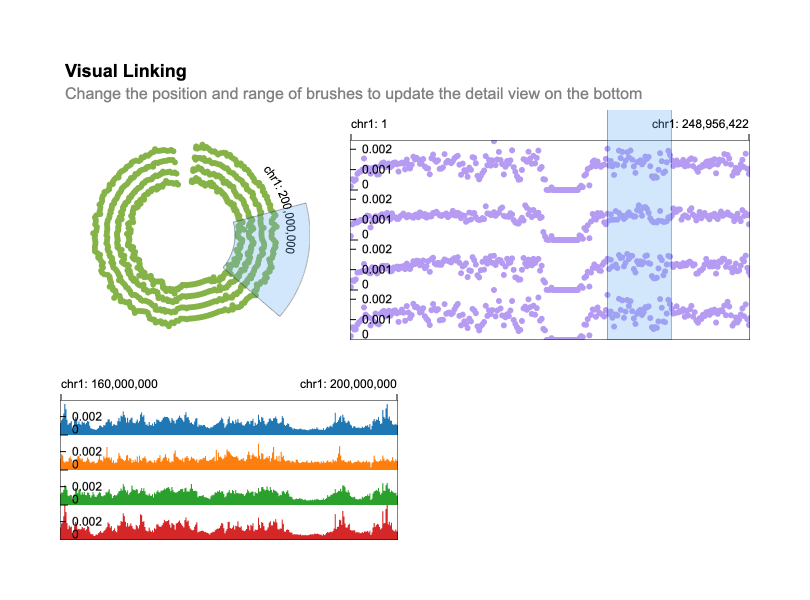 Visual Linking
Change the position and range of brushes to update the detail view on the bottom
chr1: 200,000,000
chr1: 1
chr1: 248,956,422
0.002
0.001
0
0.002
0.001
0
0.002
0.001
0
0.002
0.001
0
chr1: 160,000,000
chr1: 200,000,000
0.002
0
0.002
0
0.002
0
0.002
0